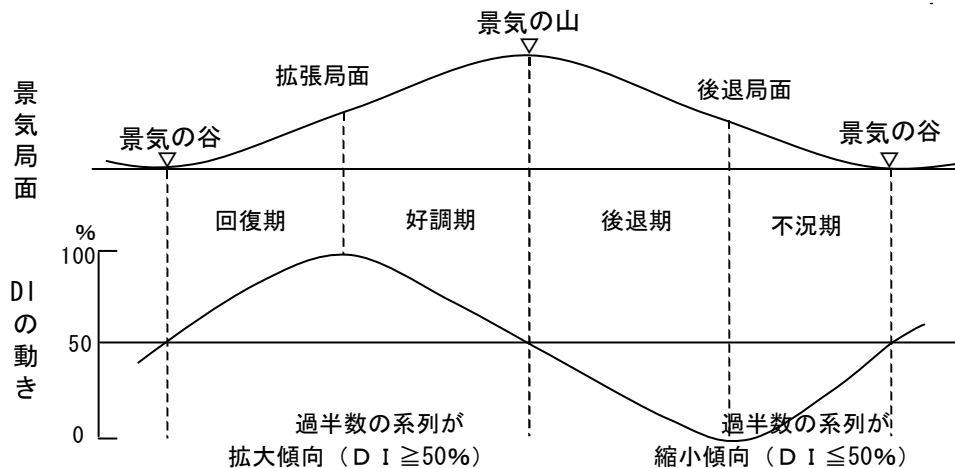 景気の山
拡張局面
後退局面
景気の谷
景気の谷
景気局面
回復期
好調期
後退期
不況期
%
100
50
0
DIの動き
過半数の系列が
拡大傾向（ＤＩ≧50%）
過半数の系列が
縮小傾向（ＤＩ≦50%）